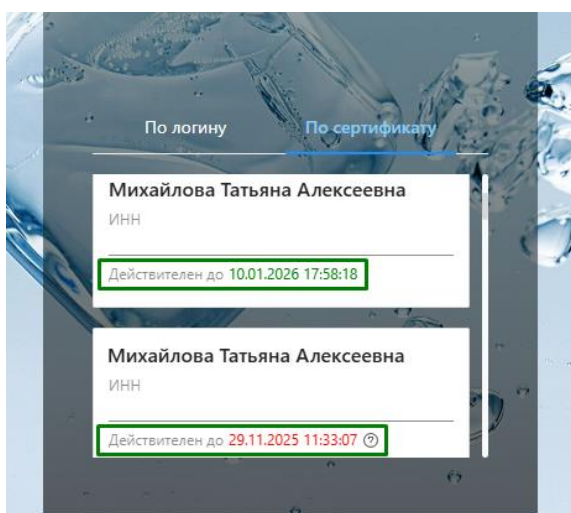 По логину По сертификату
Михайлова Татьяна Алексеевна
ИНН
Действителен до 10.01.2026 17:58:18
Михайлова Татьяна Алексеевна
ИНН
Действителен до 29.11.2025 11:33:07 ?